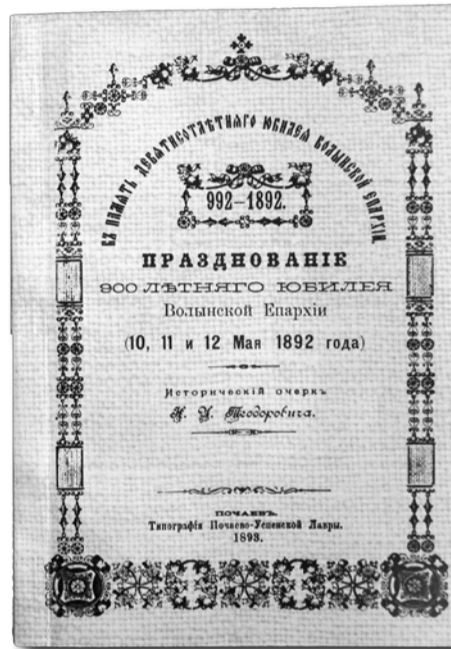 Въ память девятисотлѣтняго юбилея Волынской епархіи.
992–1892.
ПРАЗДНОВАНІЕ
900 ЛѢТНЯГО ЮБИЛЕЯ
Волынской Епархіи
(10, 11 и 12 Мая 1892 года)
Историческій очеркъ
Н. И. Теодоровича.
ПОЧАЕВЪ.
Типографія Почаево-Успенской Лавры.
1893.